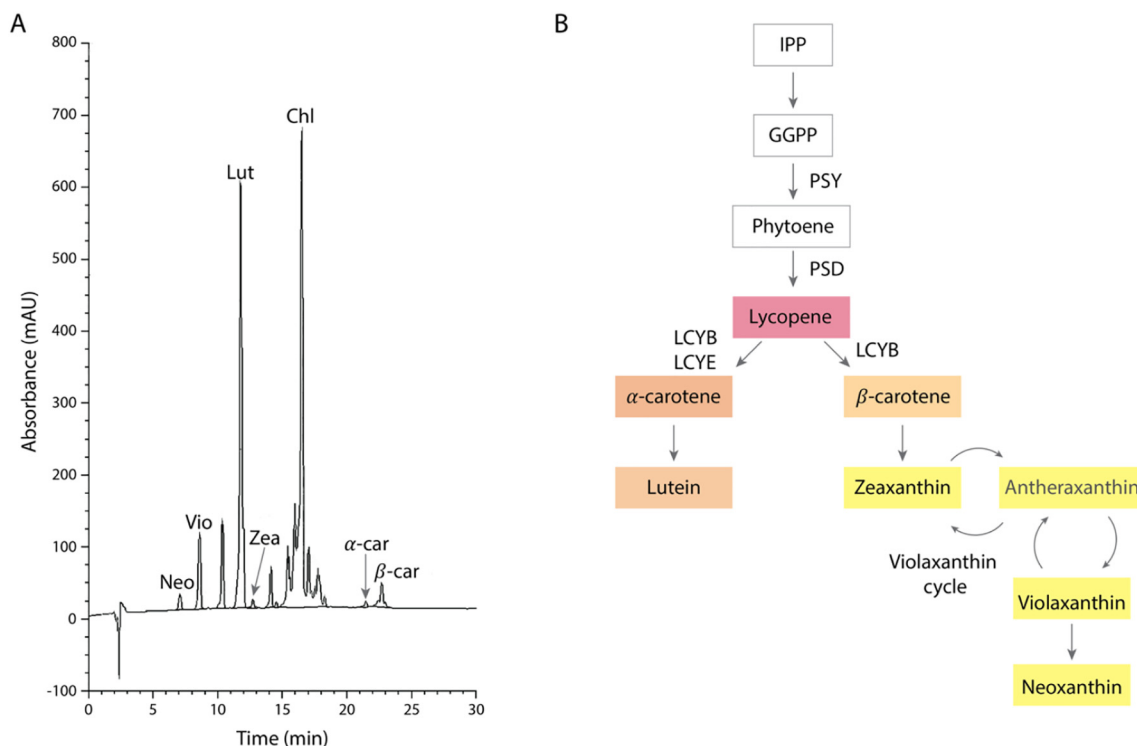 A
800
700
600
500
400
300
200
100
0
-100
Absorbance (mAU)
0 5 10 15 20 25 30
Time (min)
Neo
Vio
Lut
Zea
Chl
α-car
β-car
B
IPP
GGPP
PSY
Phytoene
PSD
Lycopene
LCYB
LCYE
LCYB
α-carotene
β-carotene
Lutein
Zeaxanthin
Antheraxanthin
Violaxanthin
cycle
Violaxanthin
Neoxanthin